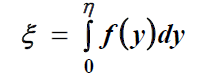 ξ = ∫₀^η f(y)dy